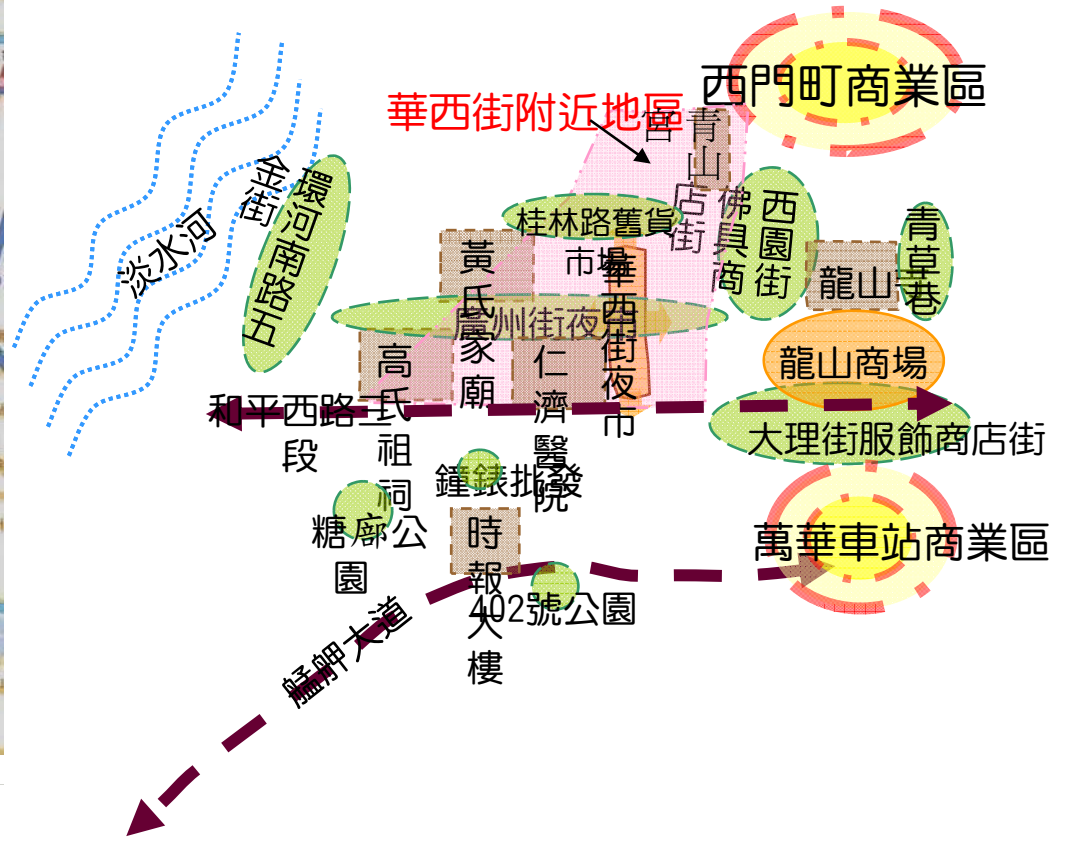 西門町商業區
華西街附近地區
青山
宮
西園街
佛具商
店街
環河南路五
金街
淡水河
桂林路舊貨
市場
青草巷
龍山寺
黃氏家廟
華西街夜市
廣州街夜市
龍山商場
高氏祖祠
仁濟醫院
和平西路三
段
大理街服飾商店街
鐘錶批發
糖廍公
園
時報大樓
萬華車站商業區
402號公園
艋舺大道